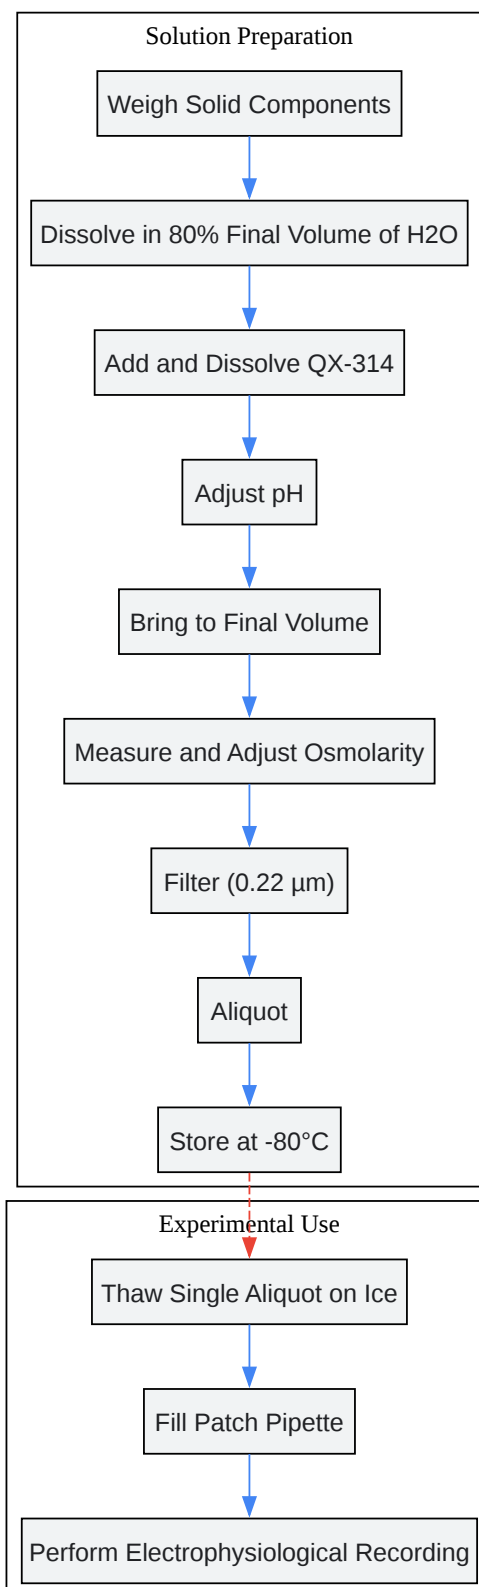 Solution Preparation
Weigh Solid Components
Dissolve in 80% Final Volume of H2O
Add and Dissolve QX-314
Adjust pH
Bring to Final Volume
Measure and Adjust Osmolarity
Filter (0.22 µm)
Aliquot
Store at -80°C
Experimental Use
Thaw Single Aliquot on Ice
Fill Patch Pipette
Perform Electrophysiological Recording